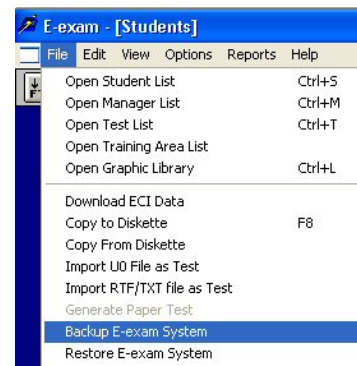 E-exam - [Students]
File Edit View Options Reports Help
Open Student List Ctrl+S
Open Manager List Ctrl+M
Open Test List Ctrl+T
Open Training Area List
Open Graphic Library Ctrl+L
Download ECI Data
Copy to Diskette F8
Copy From Diskette
Import U0 File as Test
Import RTF/TXT file as Test
Generate Paper Test
Backup E-exam System
Restore E-exam System